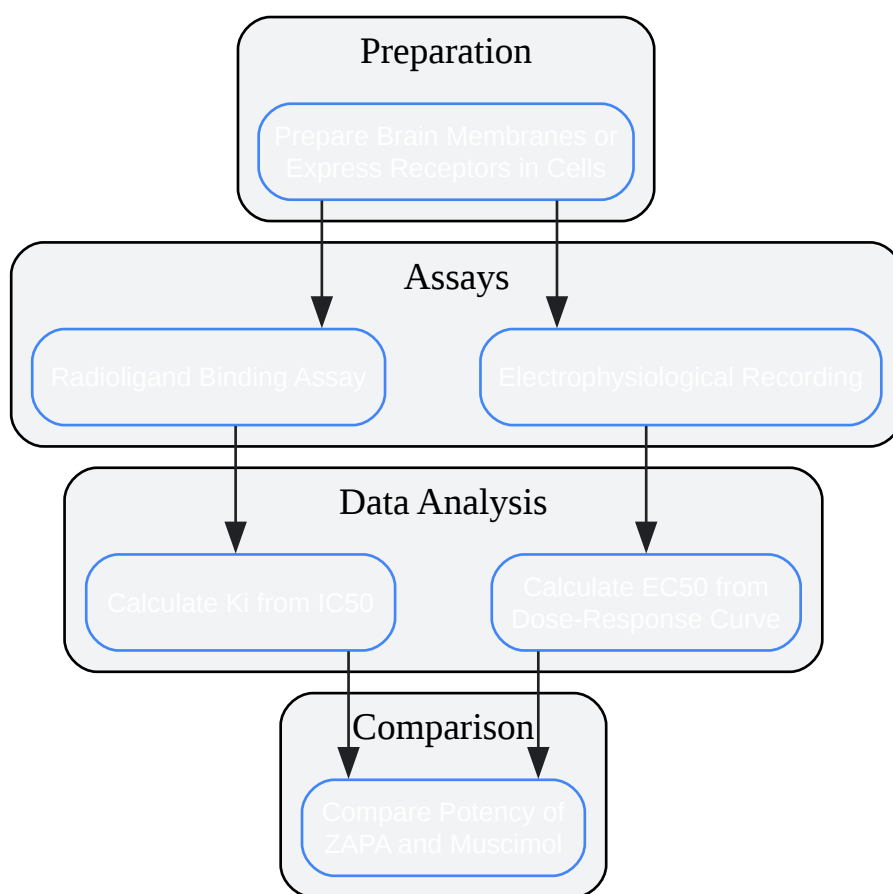 Preparation
Prepare Brain Membranes or
Express Receptors in Cells
Assays
Radioligand Binding Assay
Electrophysiological Recording
Data Analysis
Calculate Ki from IC50
Calculate EC50 from
Dose-Response Curve
Comparison
Compare Potency of
ZAPA and Muscimol